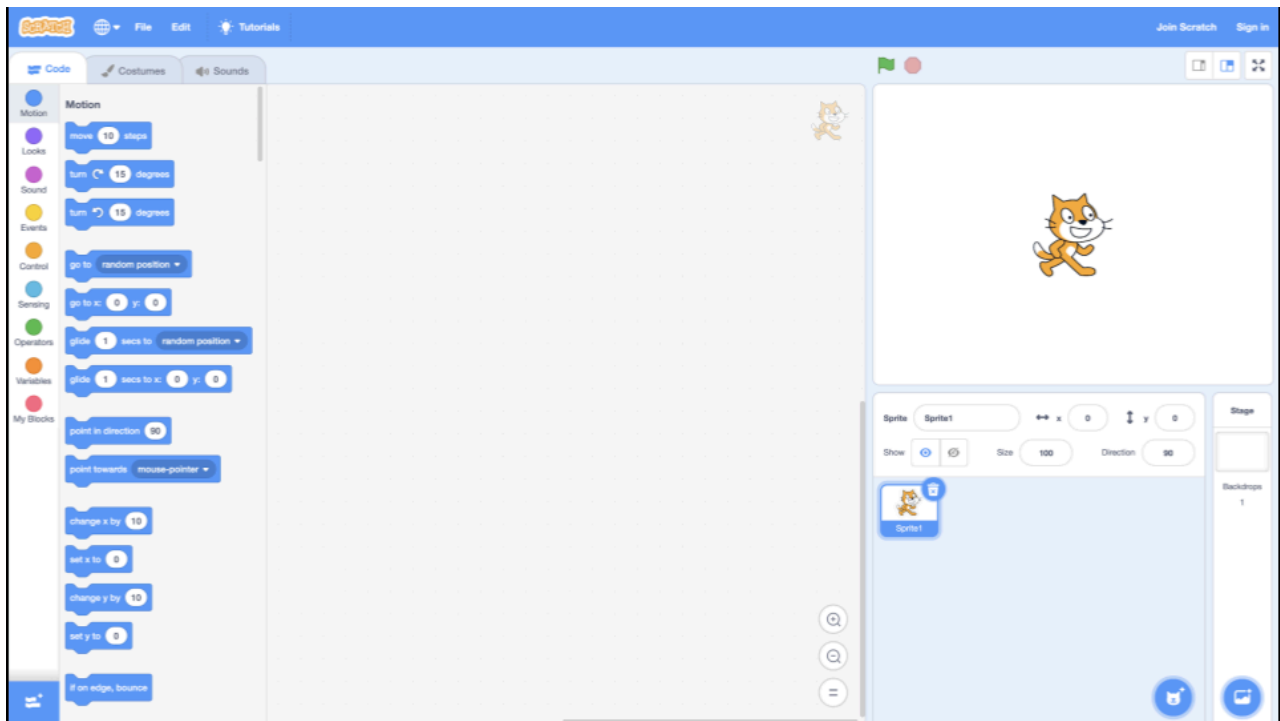 SCRATCH File Edit Tutorials Join Scratch Sign in
Code Costumes Sounds
Motion
Looks
Sound
Events
Control
Sensing
Operators
Variables
My Blocks
Motion
move 10 steps
turn 15 degrees
turn 15 degrees
go to random position
go to x: 0 y: 0
glide 1 secs to random position
glide 1 secs to x: 0 y: 0
point in direction 90
point towards mouse-pointer
change x by 10
set x to 0
change y by 10
set y to 0
if on edge, bounce
Sprite Sprite1 x 0 y 0
Show Size 100 Direction 90
Sprite1
Stage
Backdrops
1